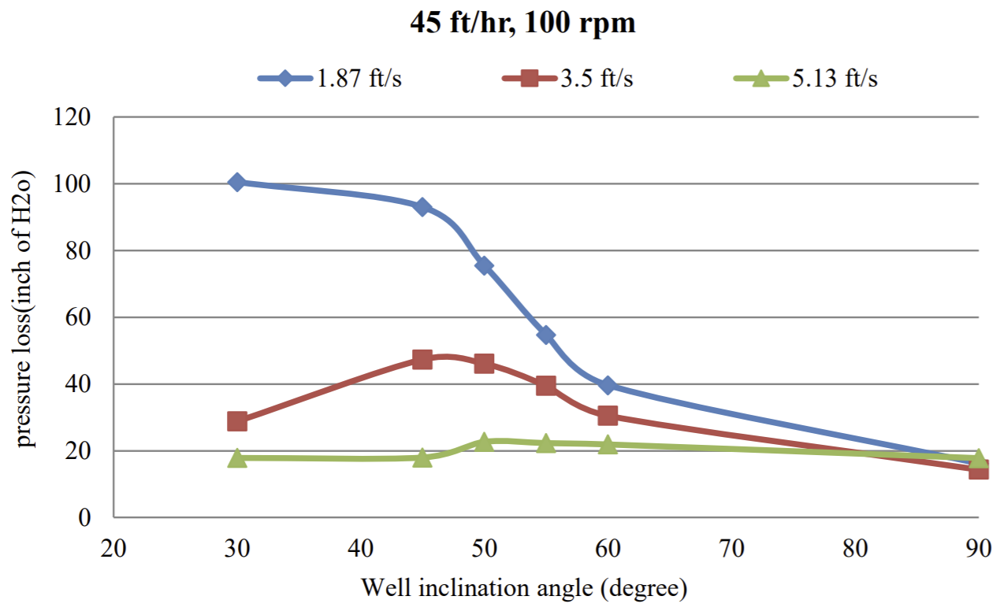 45 ft/hr, 100 rpm
1.87 ft/s 3.5 ft/s 5.13 ft/s
120
100
80
60
40
20
0
pressure loss(inch of H2o)
20 30 40 50 60 70 80 90
Well inclination angle (degree)